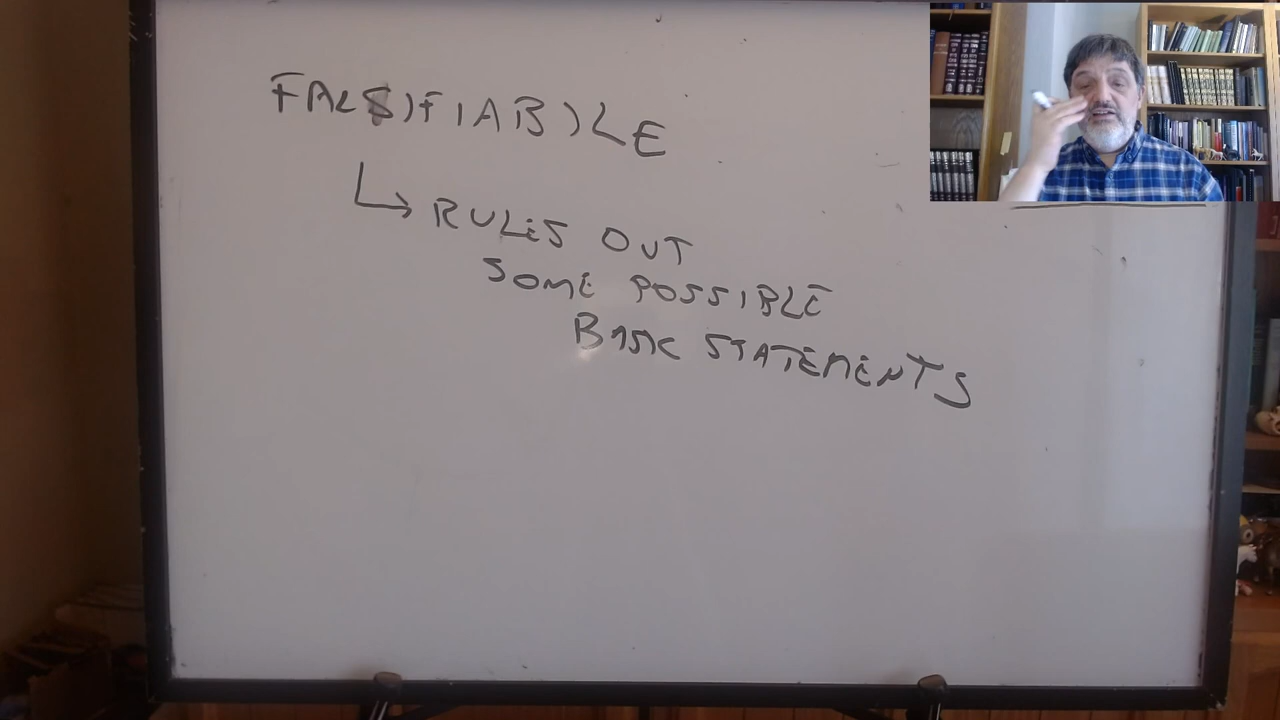 FALSIFIABLE
↳ RULES OUT
SOME POSSIBLE
BASIC STATEMENTS